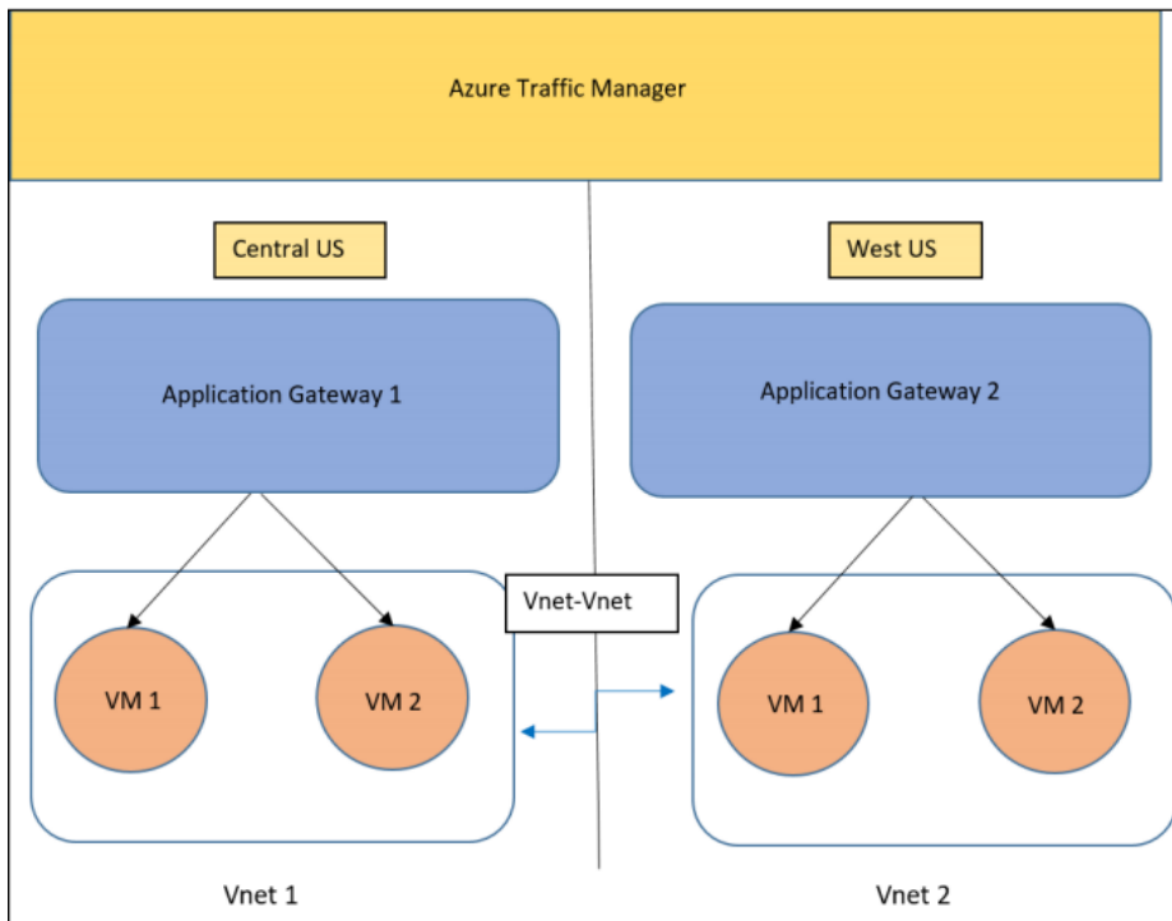 Azure Traffic Manager
Central US
West US
Application Gateway 1
Application Gateway 2
Vnet-Vnet
VM 1
VM 2
VM 1
VM 2
Vnet 1
Vnet 2